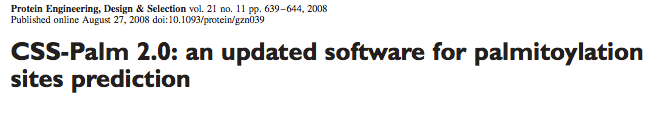 Protein Engineering, Design & Selection vol. 21 no. 11 pp. 639–644, 2008
Published online August 27, 2008 doi:10.1093/protein/gzn039
CSS-Palm 2.0: an updated software for palmitoylation
sites prediction